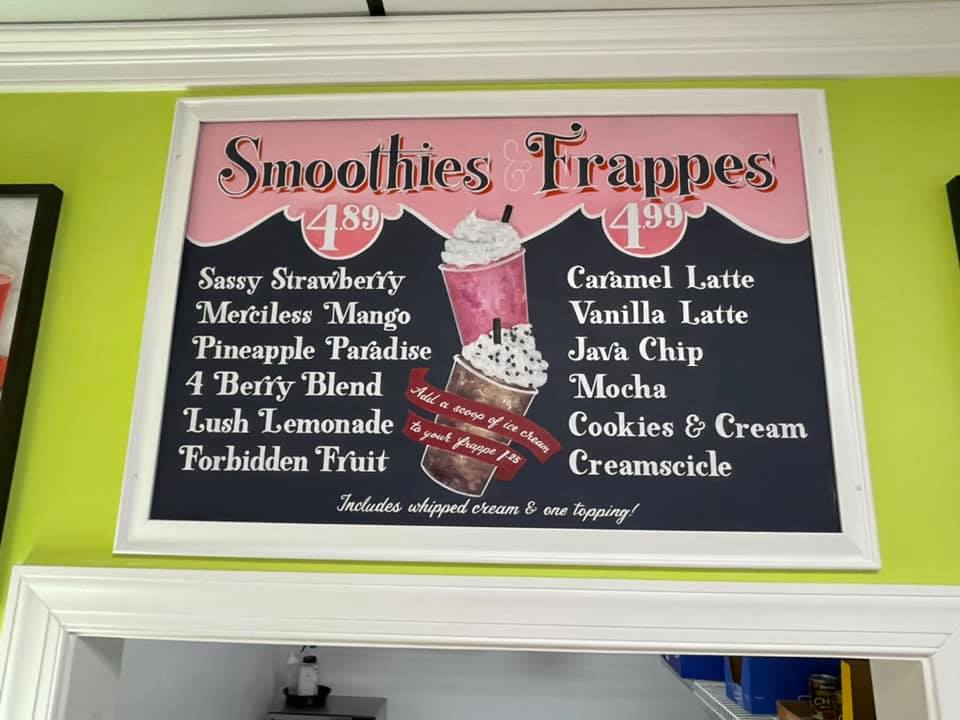 Smoothies & Frappes
4.89
4.99
Sassy Strawberry
Merciless Mango
Pineapple Paradise
4 Berry Blend
Lush Lemonade
Forbidden Fruit
Caramel Latte
Vanilla Latte
Java Chip
Mocha
Cookies & Cream
Creamscicle
Add a scoop of ice cream
to your frappe 1.25
Includes whipped cream & one topping!